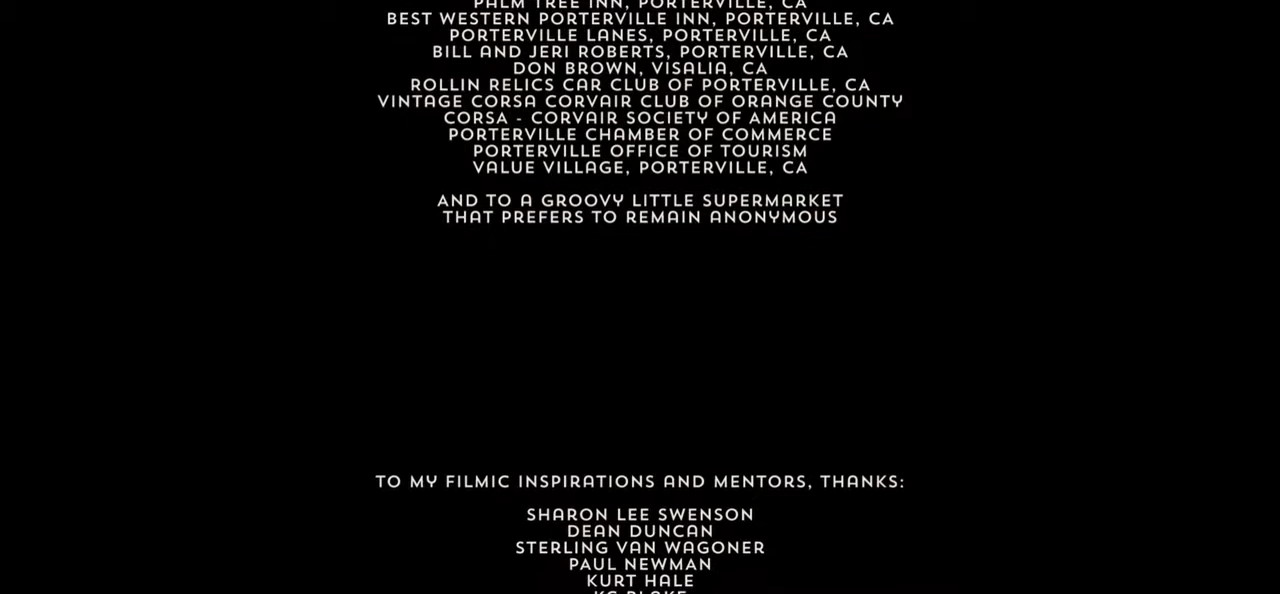 PALM TREE INN, PORTERVILLE, CA
BEST WESTERN PORTERVILLE INN, PORTERVILLE, CA
PORTERVILLE LANES, PORTERVILLE, CA
BILL AND JERI ROBERTS, PORTERVILLE, CA
DON BROWN, VISALIA, CA
ROLLIN RELICS CAR CLUB OF PORTERVILLE, CA
VINTAGE CORSA CORVAIR CLUB OF ORANGE COUNTY
CORSA - CORVAIR SOCIETY OF AMERICA
PORTERVILLE CHAMBER OF COMMERCE
PORTERVILLE OFFICE OF TOURISM
VALUE VILLAGE, PORTERVILLE, CA
AND TO A GROOVY LITTLE SUPERMARKET
THAT PREFERS TO REMAIN ANONYMOUS
TO MY FILMIC INSPIRATIONS AND MENTORS, THANKS:
SHARON LEE SWENSON
DEAN DUNCAN
STERLING VAN WAGONER
PAUL NEWMAN
KURT HALE